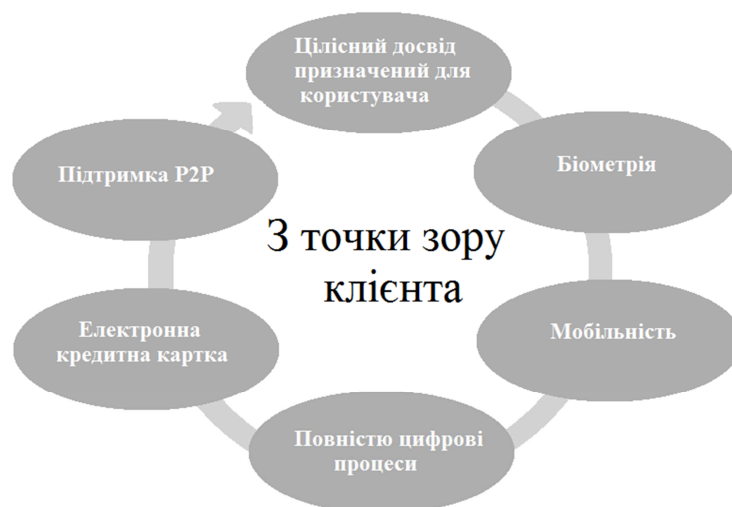 Цілісний досвід
призначений для
користувача
Біометрія
Мобільність
Повністю цифрові
процеси
Електронна
кредитна картка
Підтримка P2P
З точки зору
клієнта